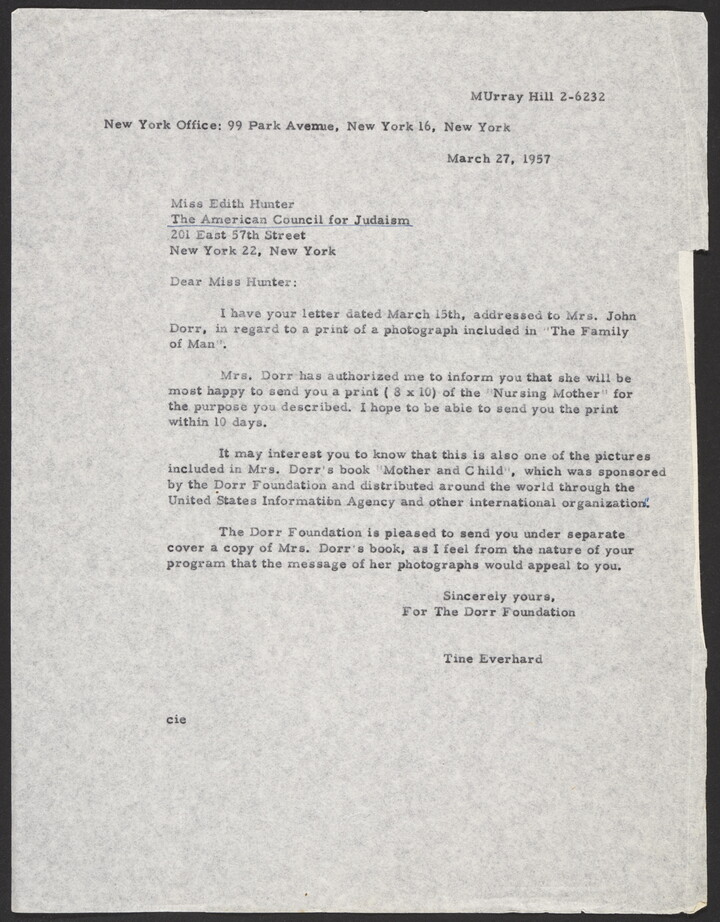 MUrray Hill 2-6232
New York Office: 99 Park Avenue, New York 16, New York
March 27, 1957
Miss Edith Hunter
The American Council for Judaism
201 East 57th Street
New York 22, New York
Dear Miss Hunter:
I have your letter dated March 15th, addressed to Mrs. John
Dorr, in regard to a print of a photograph included in "The Family
of Man".
Mrs. Dorr has authorized me to inform you that she will be
most happy to send you a print ( 8 x 10) of the "Nursing Mother" for
the purpose you described. I hope to be able to send you the print
within 10 days.
It may interest you to know that this is also one of the pictures
included in Mrs. Dorr's book "Mother and Child", which was sponsored
by the Dorr Foundation and distributed around the world through the
United States Information Agency and other international organization.
The Dorr Foundation is pleased to send you under separate
cover a copy of Mrs. Dorr's book, as I feel from the nature of your
program that the message of her photographs would appeal to you.
Sincerely yours,
For The Dorr Foundation
Tine Everhard
cie